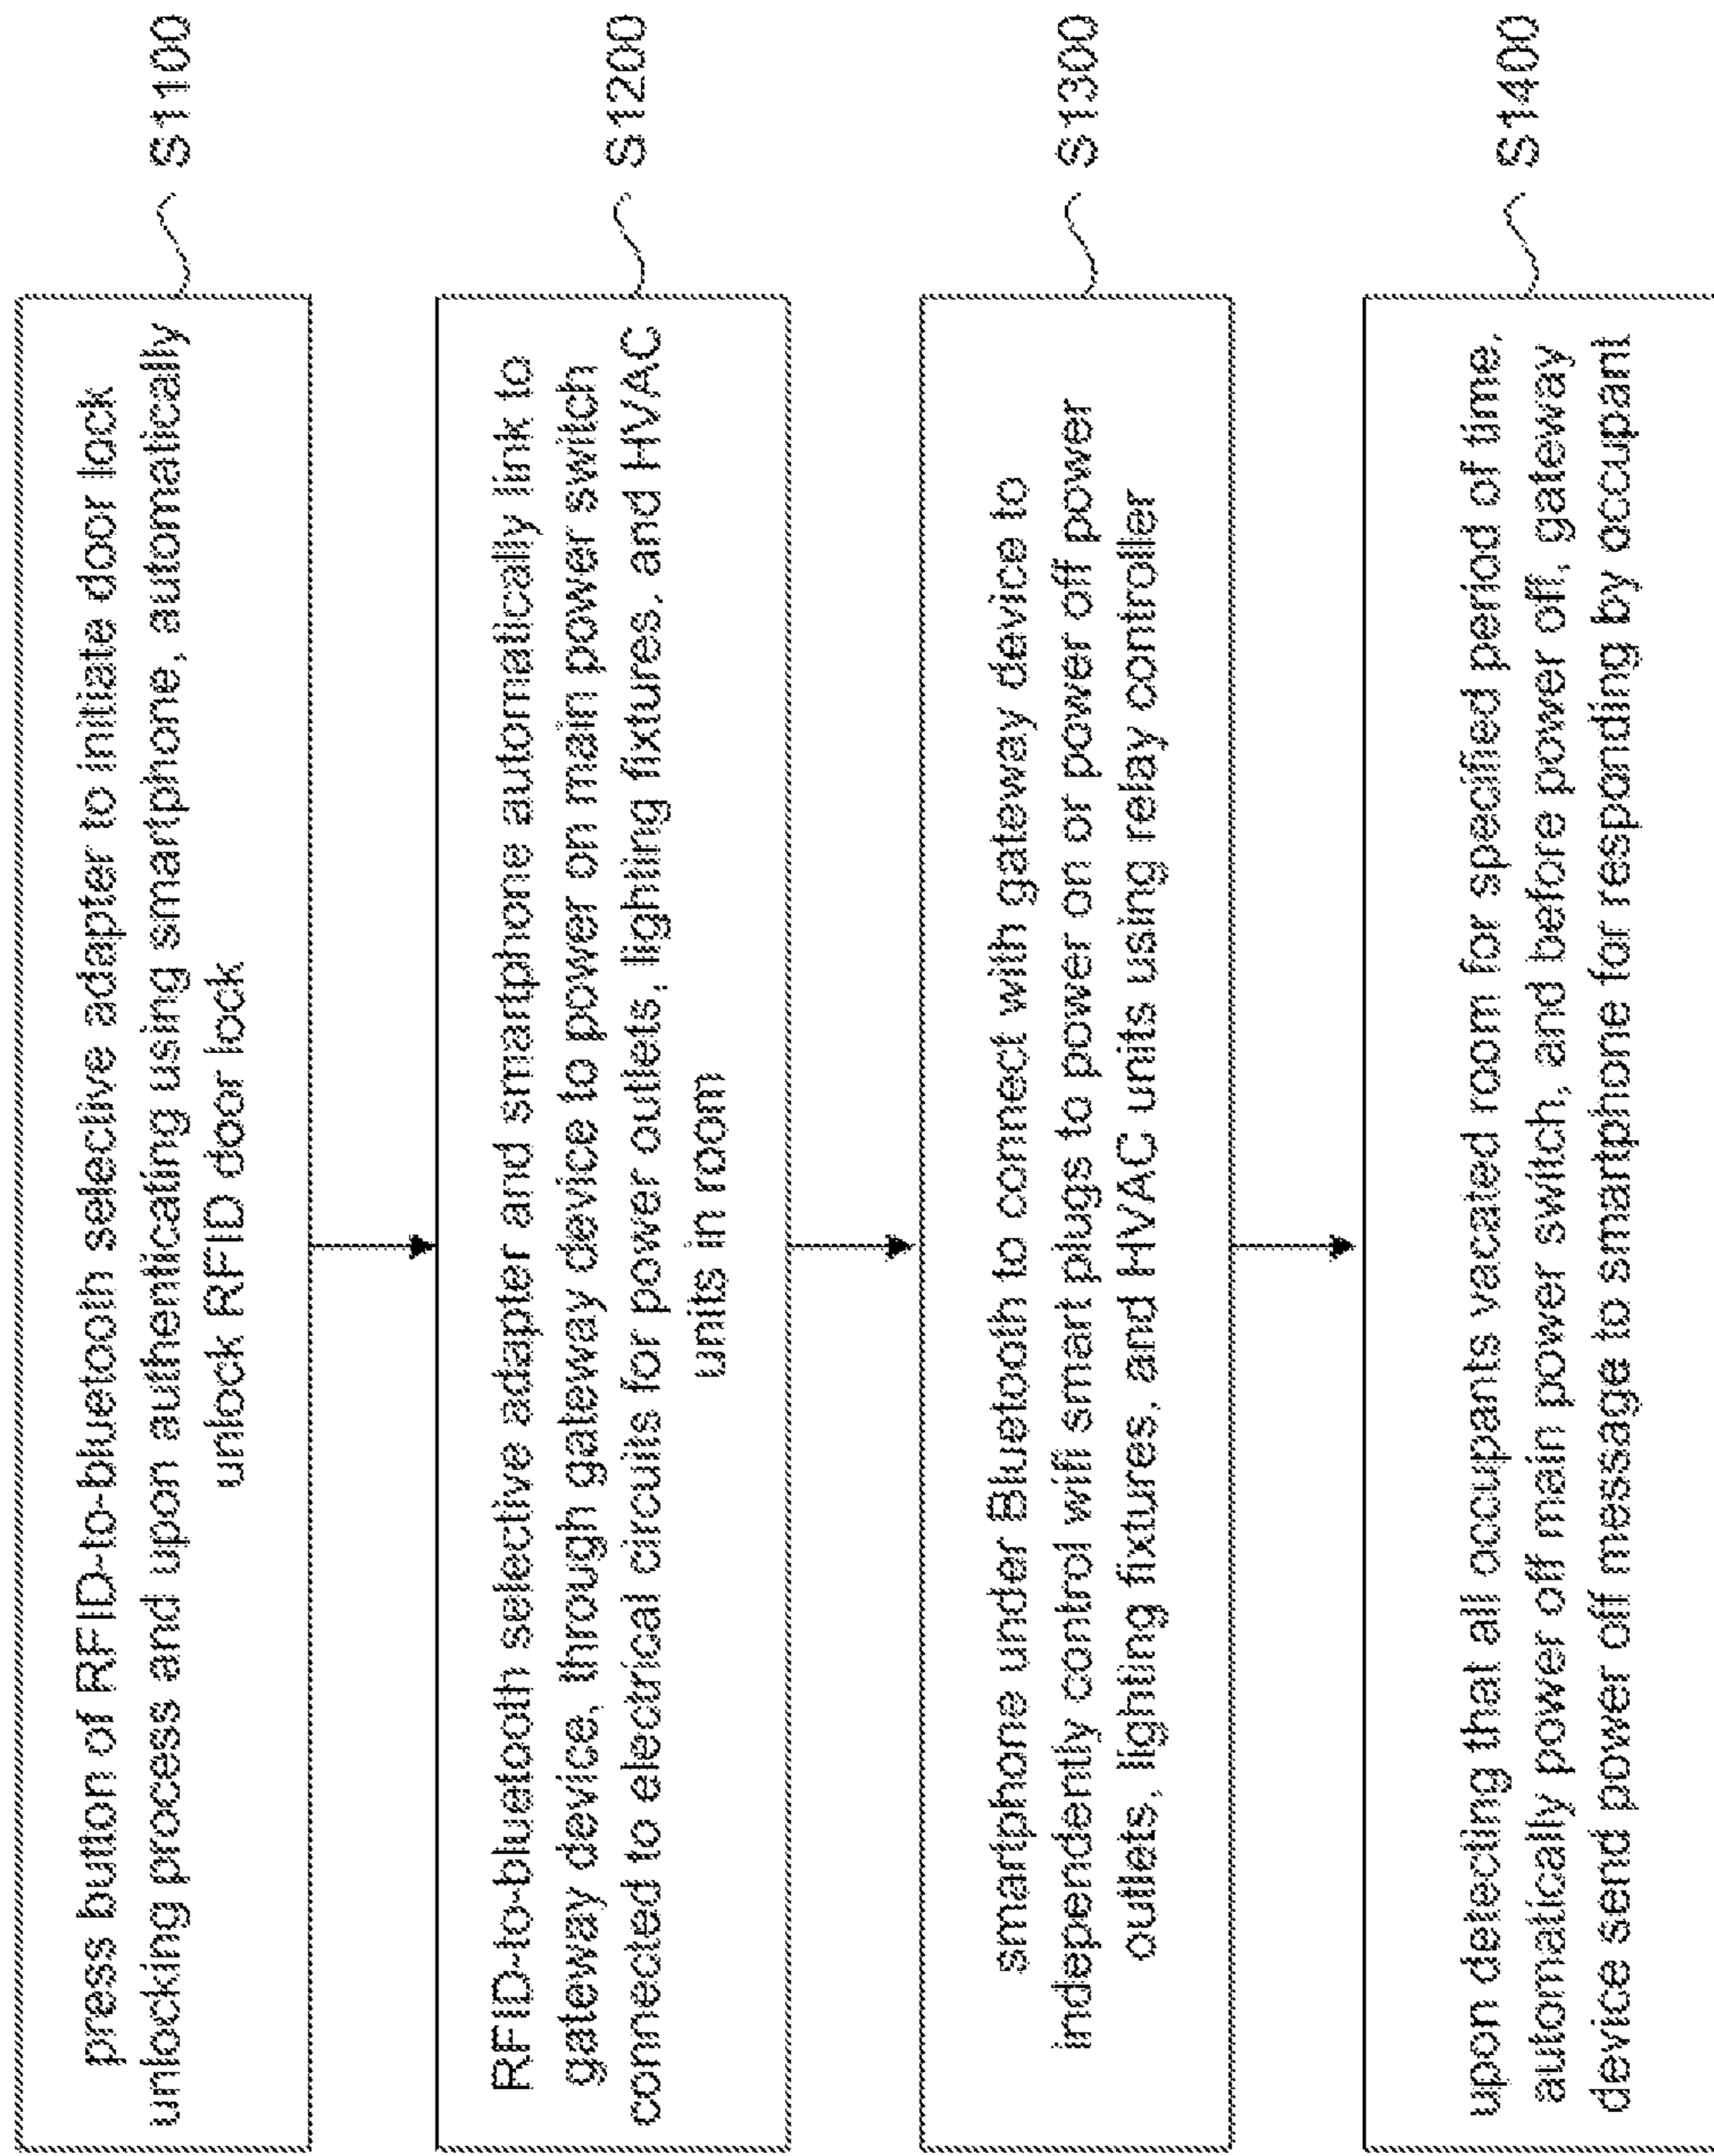 press button of RFID-to-bluetooth selective adapter to initiate door lock
unlocking process and upon authenticating using smartphone, automatically
unlock RFID door lock
S1100
RFID-to-bluetooth selective adapter and smartphone automatically link to
gateway device, through gateway device to power on main power switch
connected to electrical circuits for power outlets, lighting fixtures, and HVAC
units in room
S1200
smartphone under Bluetooth to connect with gateway device to
independently control wifi smart plugs to power on or power off power
outlets, lighting fixtures, and HVAC units using relay controller
S1300
upon detecting that all occupants vacated room for specified period of time,
automatically power off main power switch, and before power off, gateway
device send power off message to smartphone for responding by occupant
S1400